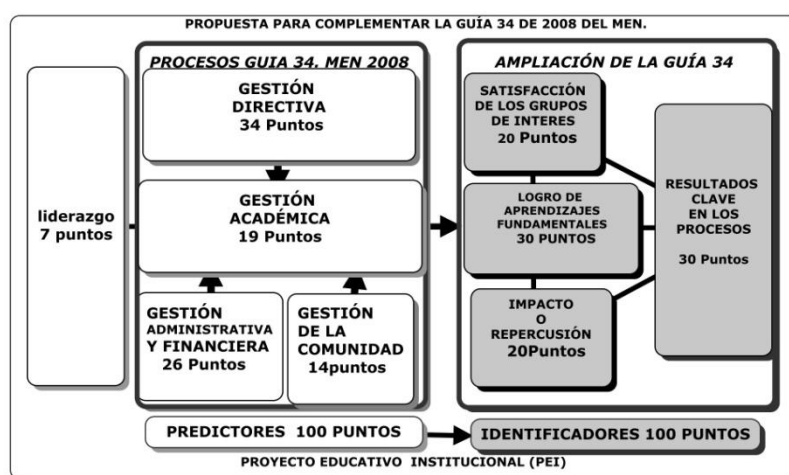 PROPUESTA PARA COMPLEMENTAR LA GUÍA 34 DE 2008 DEL MEN.
liderazgo
7 puntos
PROCESOS GUIA 34. MEN 2008
GESTIÓN
DIRECTIVA
34 Puntos
GESTIÓN
ACADÉMICA
19 Puntos
GESTIÓN
ADMINISTRATIVA
Y FINANCIERA
26 Puntos
GESTIÓN
DE LA
COMUNIDAD
14puntos
AMPLIACIÓN DE LA GUÍA 34
SATISFACCIÓN
DE LOS GRUPOS
DE INTERES
20 Puntos
LOGRO DE
APRENDIZAJES
FUNDAMENTALES
30 PUNTOS
IMPACTO
O
REPERCUSIÓN
20Puntos
RESULTADOS
CLAVE
EN LOS
PROCESOS
30 Puntos
PREDICTORES 100 PUNTOS
IDENTIFICADORES 100 PUNTOS
PROYECTO EDUCATIVO INSTITUCIONAL (PEI)